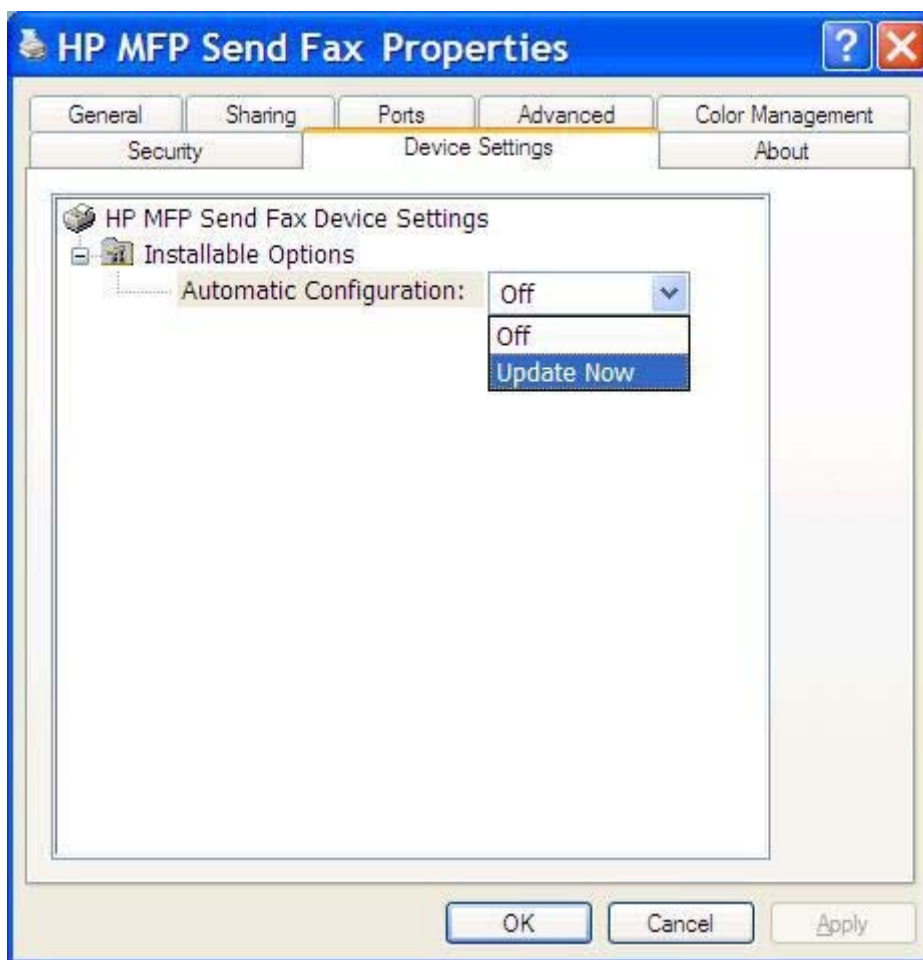 HP MFP Send Fax Properties
General Sharing Ports Advanced Color Management
Security Device Settings About
HP MFP Send Fax Device Settings
Installable Options
Automatic Configuration: Off
Off
Update Now
OK Cancel Apply